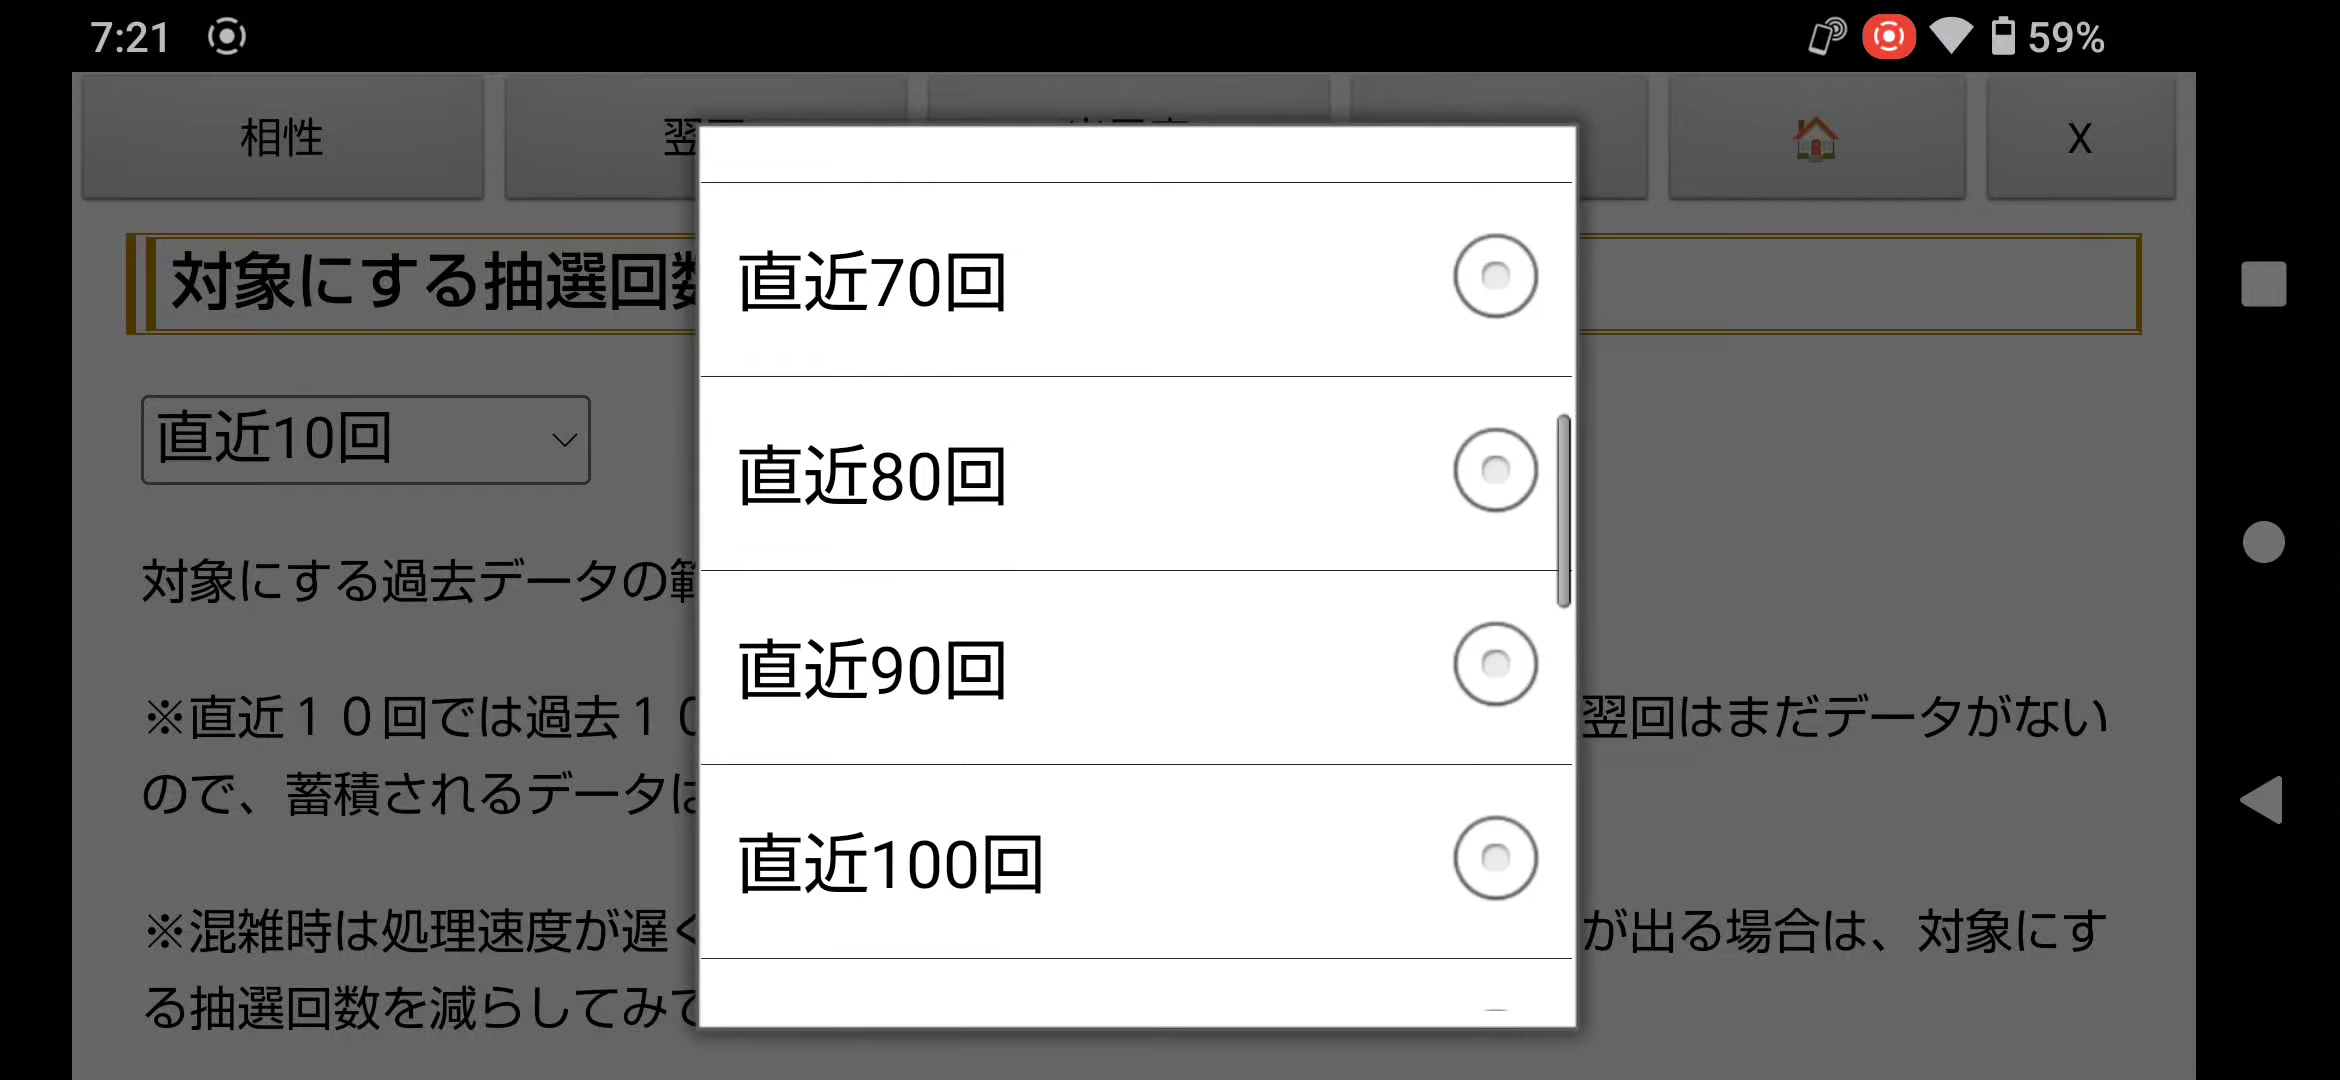 7:21
59%
相性
X
対象にする抽選回数
直近10回
対象にする過去データの範
※直近１０回では過去１０
翌回はまだデータがない
ので、蓄積されるデータは
※混雑時は処理速度が遅く
が出る場合は、対象にす
る抽選回数を減らしてみて
直近70回
直近80回
直近90回
直近100回